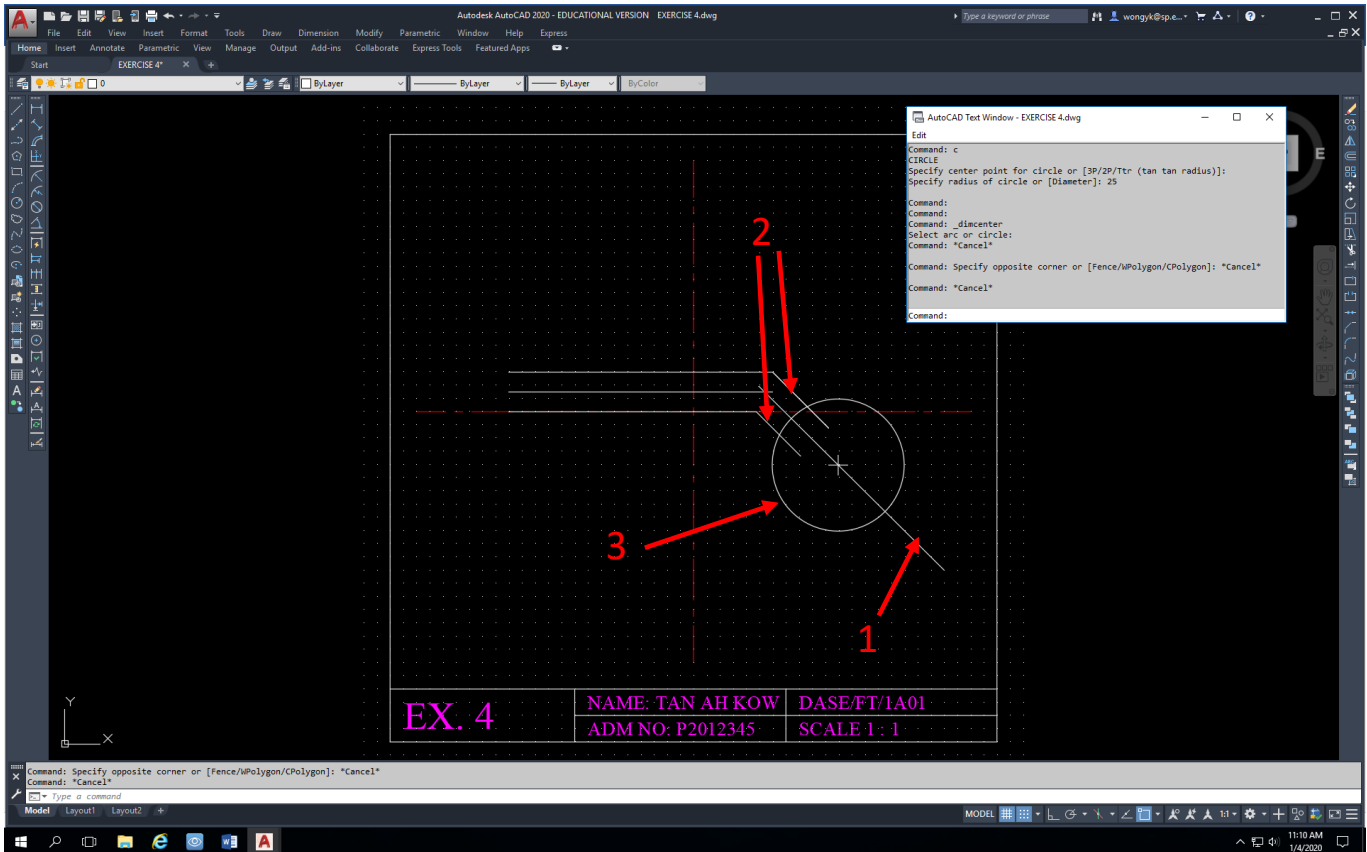 Autodesk AutoCAD 2020 - EDUCATIONAL VERSION EXERCISE 4.dwg
Type a keyword or phrase
wongyk@sp.e...
File Edit View Insert Format Tools Draw Dimension Modify Parametric Window Help Express
Home Insert Annotate Parametric View Manage Output Add-ins Collaborate Express Tools Featured Apps
Start EXERCISE 4*
0 ByLayer ByLayer ByLayer ByColor
AutoCAD Text Window - EXERCISE 4.dwg
Edit
Command: c
CIRCLE
Specify center point for circle or [3P/2P/Ttr (tan tan radius)]:
Specify radius of circle or [Diameter]: 25
Command:
Command:
Command: _dimcenter
Select arc or circle:
Command: *Cancel*
Command: Specify opposite corner or [Fence/WPolygon/CPolygon]: *Cancel*
Command: *Cancel*
Command:
E
2
3
1
EX. 4
NAME: TAN AH KOW
DASE/FT/1A01
ADM NO: P2012345
SCALE 1 : 1
Y
X
Command: Specify opposite corner or [Fence/WPolygon/CPolygon]: *Cancel*
Command: *Cancel*
Type a command
Model Layout1 Layout2 +
MODEL
1:1
11:10 AM
1/4/2020